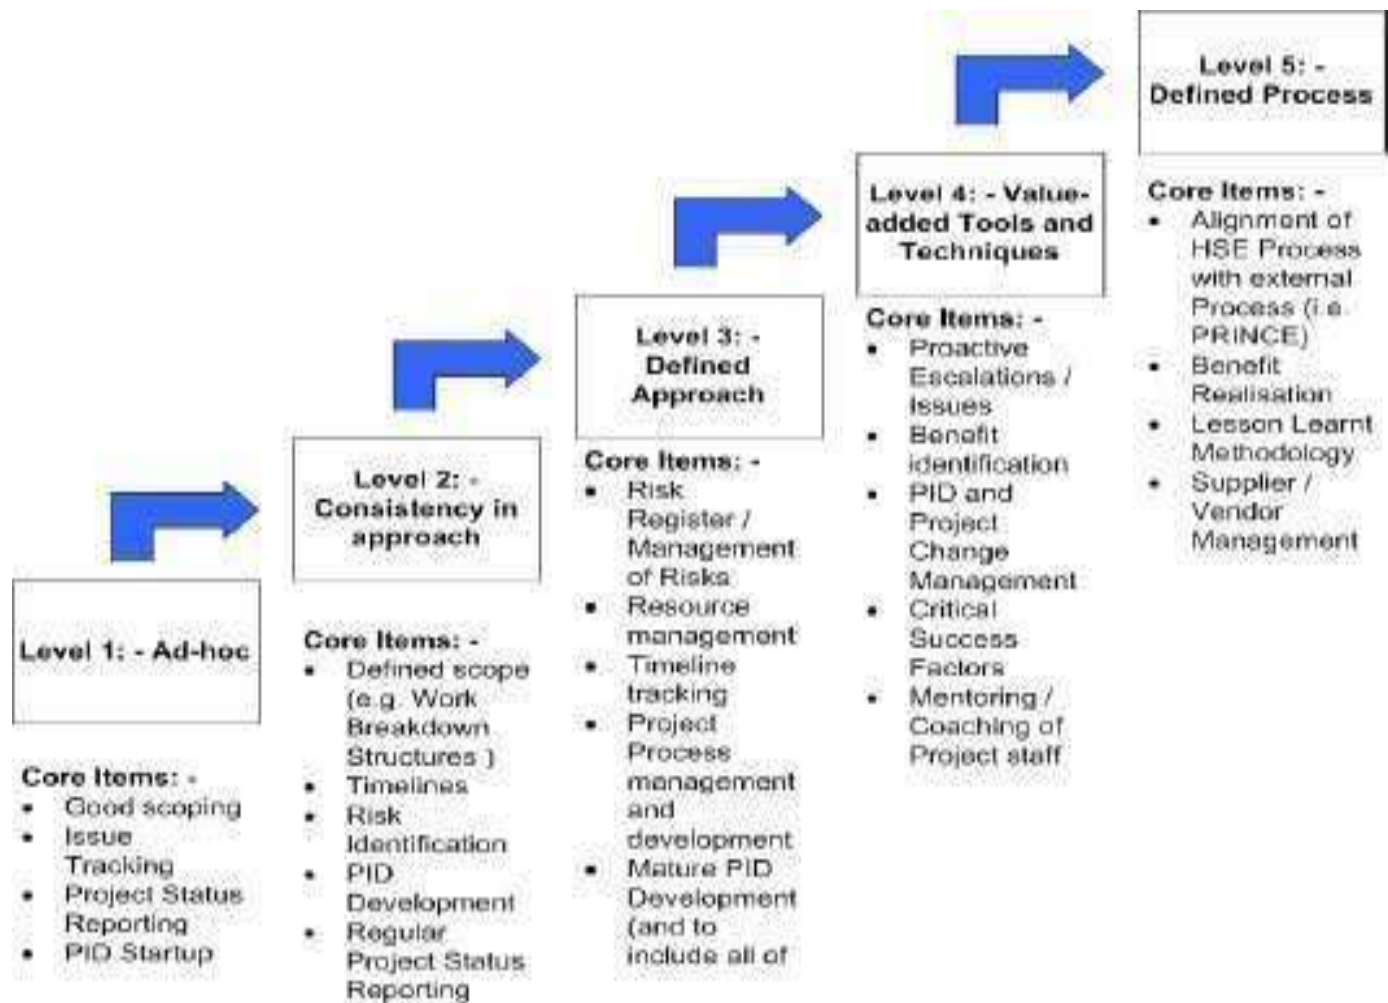 Level 1: - Ad-hoc
Core Items: -
• Good scoping
• Issue
Tracking
• Project Status
Reporting
• PID Startup
Level 2: -
Consistency in
approach
Core Items: -
• Defined scope
(e.g. Work
Breakdown
Structures )
• Timelines
• Risk
Identification
• PID
Development
• Regular
Project Status
Reporting
Level 3: -
Defined
Approach
Core Items: -
• Risk
Register /
Management
of Risks
• Resource
management
• Timeline
tracking
• Project
Process
management
and
development
• Mature PID
Development
(and to
include all of
Level 4: - Value-
added Tools and
Techniques
Core Items: -
• Proactive
Escalations /
Issues
• Benefit
identification
• PID and
Project
Change
Management
• Critical
Success
Factors
• Mentoring /
Coaching of
Project staff
Level 5: -
Defined Process
Core Items: -
• Alignment of
HSE Process
with external
Process (i.e.
PRINCE)
• Benefit
Realisation
• Lesson Learnt
Methodology
• Supplier /
Vendor
Management